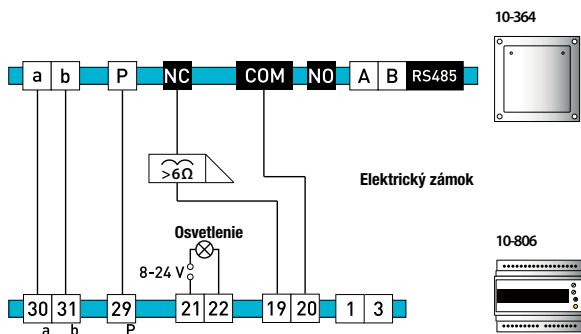 10-364
a b P NC COM NO A B RS485
>6Ω
Elektrický zámok
Osvetlenie
10-806
8-24 V
30 31 29 21 22 19 20 1 3
a b P